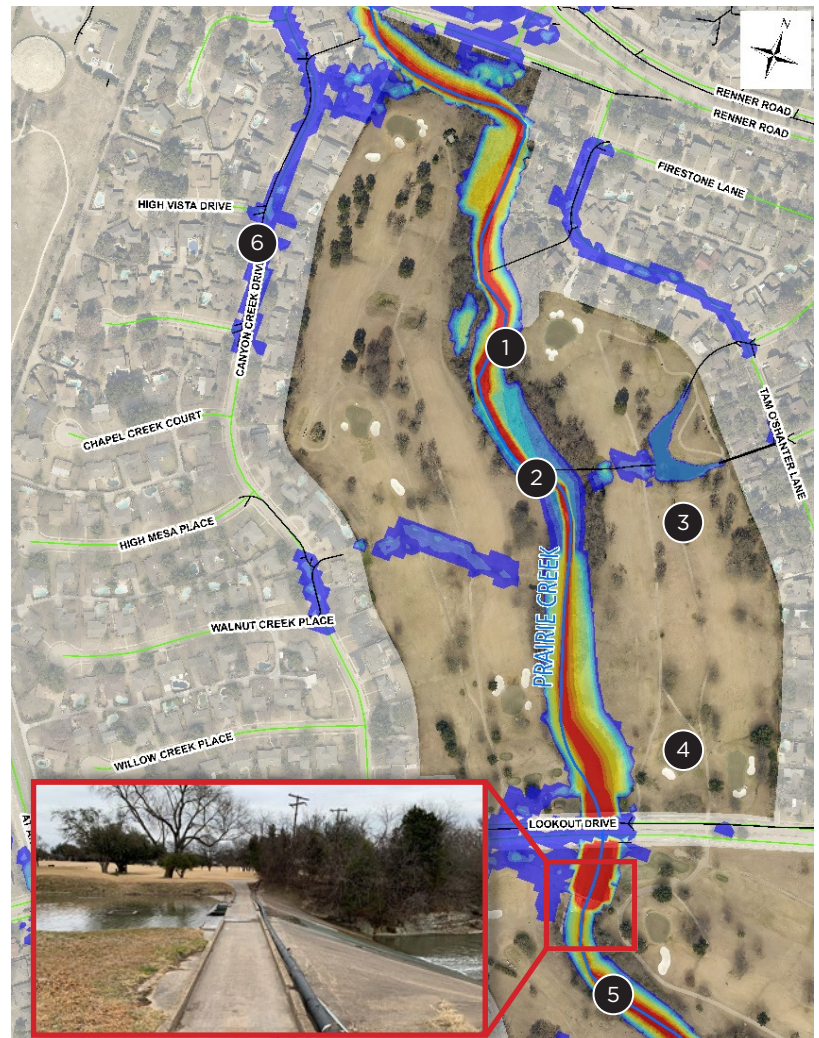 N
RENNER ROAD
RENNER ROAD
FIRESTONE LANE
HIGH VISTA DRIVE
6
CANYON CREEK DRIVE
1
CHAPEL CREEK COURT
TAM O'SHANTER LANE
2
3
HIGH MESA PLACE
PRAIRIE CREEK
WALNUT CREEK PLACE
WILLOW CREEK PLACE
4
LOOKOUT DRIVE
5